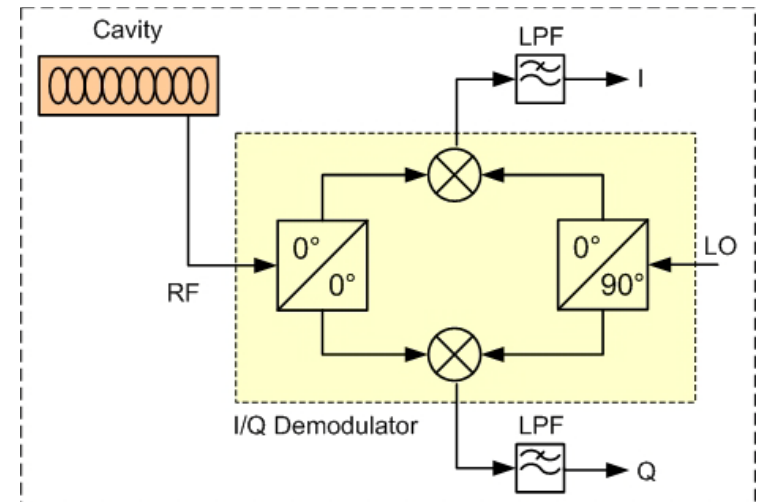 Cavity
LPF
I
0°
0°
0°
90°
LO
RF
I/Q Demodulator
LPF
Q